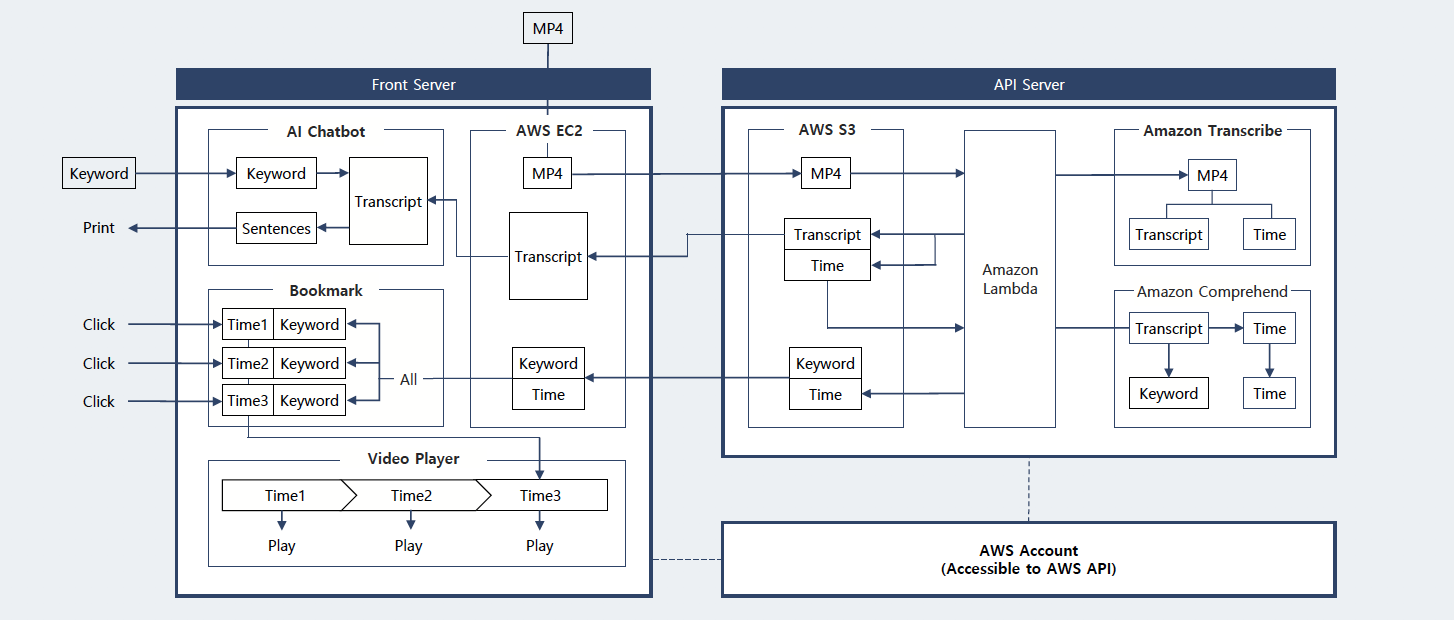 MP4
Front Server
AI Chatbot
Keyword
Keyword
Transcript
Print
Sentences
AWS EC2
MP4
Transcript
Keyword
Time
Bookmark
Click
Time1
Keyword
Click
Time2
Keyword
Click
Time3
Keyword
All
Video Player
Time1
Time2
Time3
Play
Play
Play
API Server
AWS S3
MP4
Transcript
Time
Keyword
Time
Amazon
Lambda
Amazon Transcribe
MP4
Transcript
Time
Amazon Comprehend
Transcript
Time
Keyword
Time
AWS Account
(Accessible to AWS API)